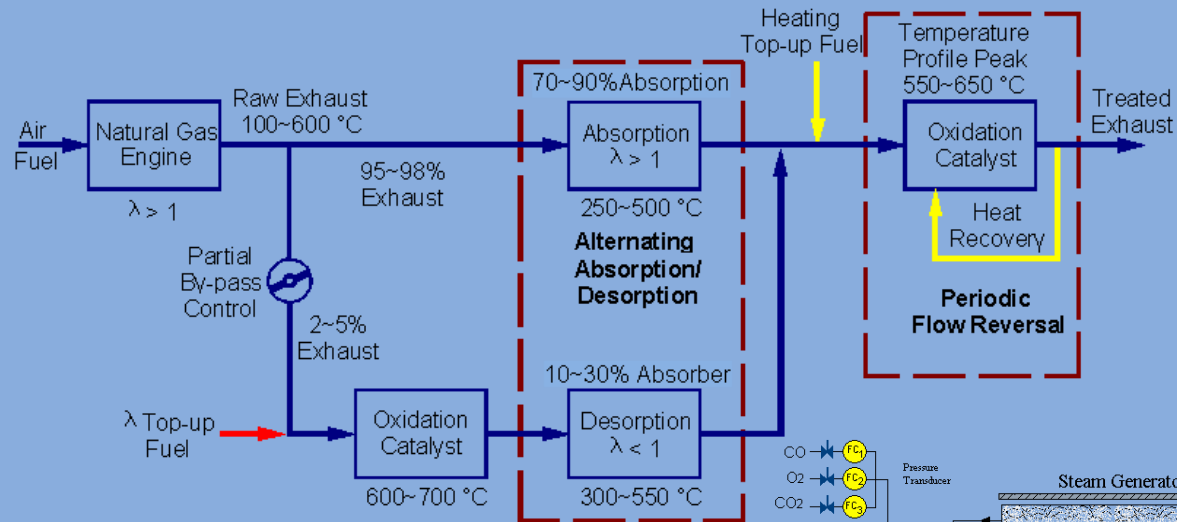 Heating
Top-up Fuel
Temperature
Profile Peak
550~650 °C
Air
Fuel
Natural Gas
Engine
λ > 1
Raw Exhaust
100~600 °C
95~98%
Exhaust
70~90%Absorption
Absorption
λ > 1
250~500 °C
Alternating
Absorption/
Desorption
Oxidation
Catalyst
Treated
Exhaust
Heat
Recovery
Periodic
Flow Reversal
Partial
By-pass
Control
2~5%
Exhaust
λ Top-up
Fuel
Oxidation
Catalyst
600~700 °C
10~30% Absorber
Desorption
λ < 1
300~550 °C
CO
FC1
O2
FC2
CO2
FC3
Pressure
Transducer
Steam Generato